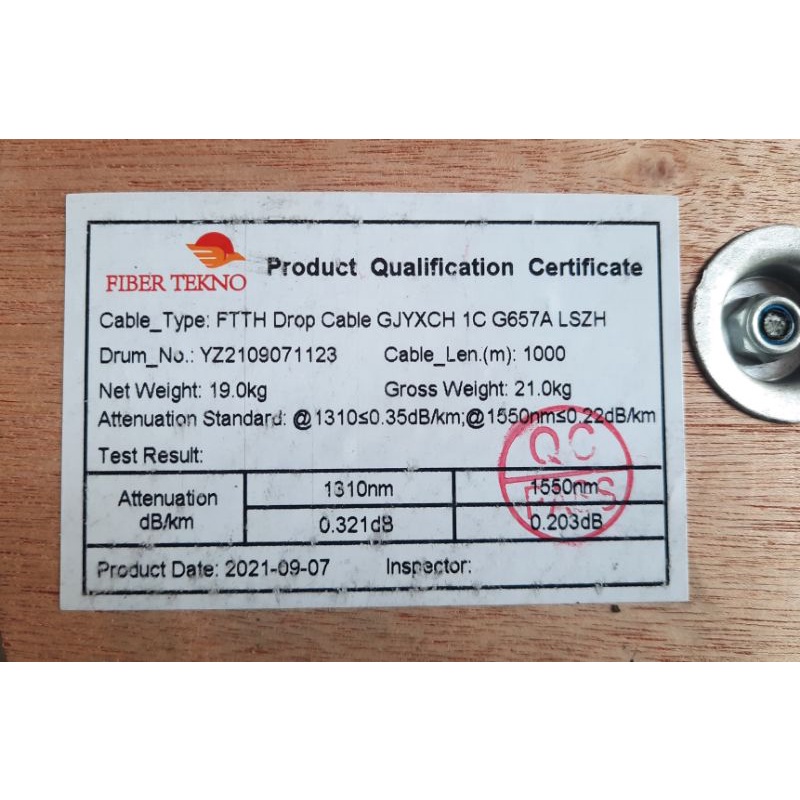 FIBER TEKNO
Product Qualification Certificate
Cable_Type: FTTH Drop Cable GJYXCH 1C G657A LSZH
Drum_No.: YZ2109071123 Cable_Len.(m): 1000
Net Weight: 19.0kg Gross Weight: 21.0kg
Attenuation Standard: @1310≤0.35dB/km;@1550nm≤0.22dB/km
Test Result:
Attenuation dB/km 1310nm 1550nm
0.321dB 0.203dB
QC
PASS
Product Date: 2021-09-07 Inspector: